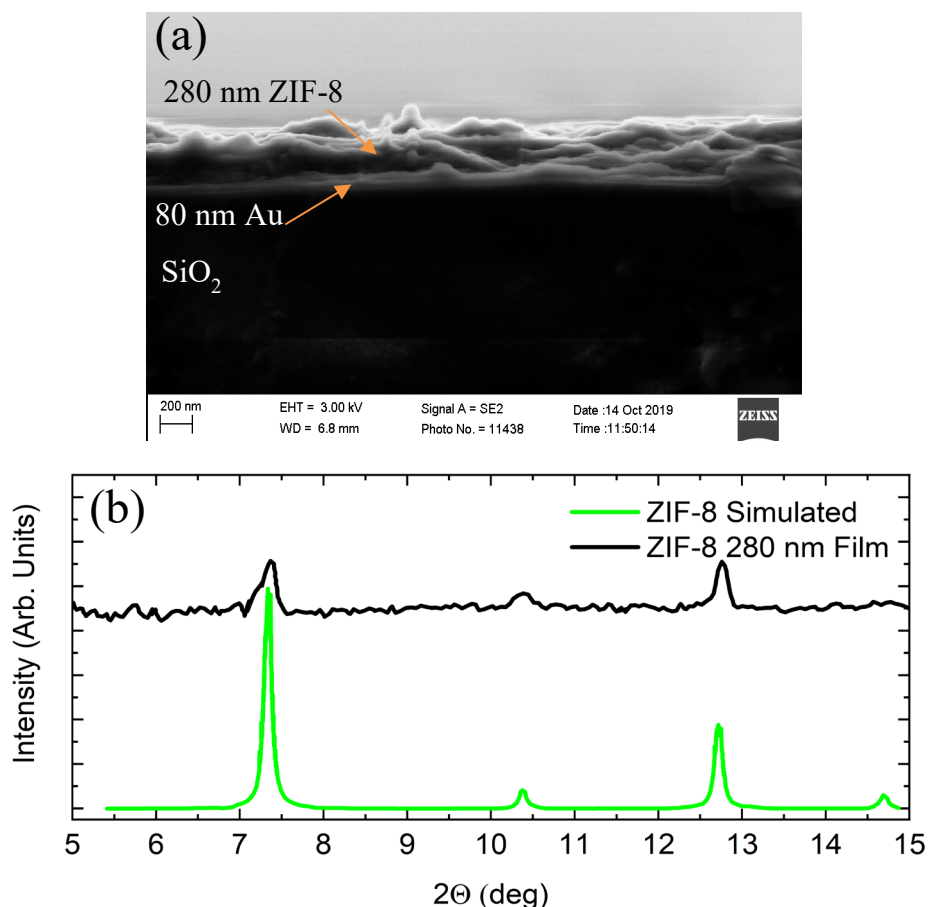 (a)
280 nm ZIF-8
80 nm Au
SiO₂
200 nm
EHT = 3.00 kV
Signal A = SE2
Date :14 Oct 2019
ZEISS
WD = 6.8 mm
Photo No. = 11438
Time :11:50:14
(b)
ZIF-8 Simulated
ZIF-8 280 nm Film
Intensity (Arb. Units)
5 6 7 8 9 10 11 12 13 14 15
2Θ (deg)